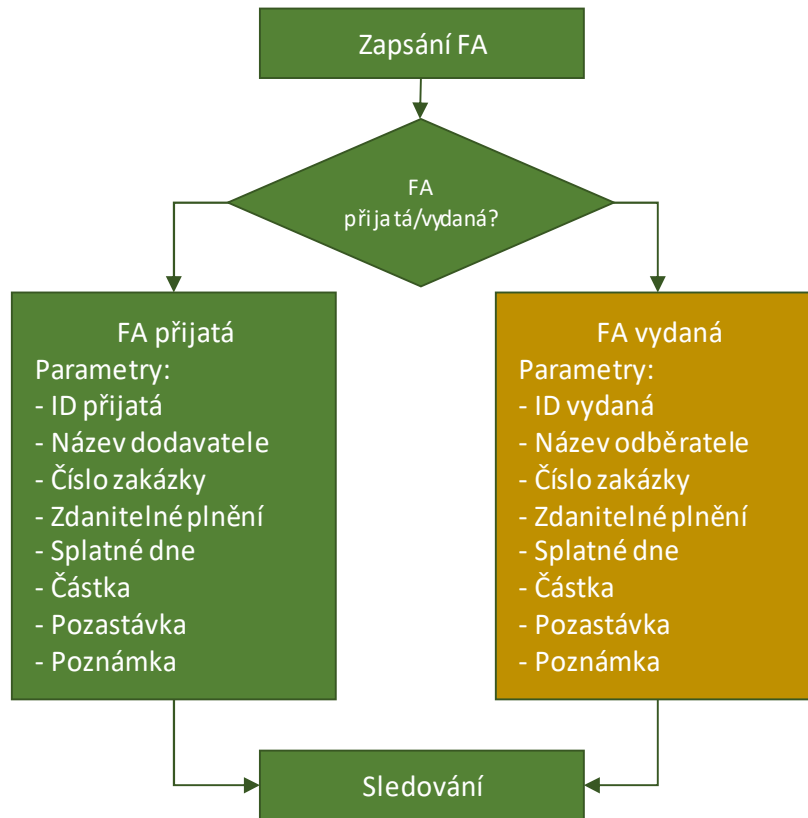 Zapsání FA
FA
přijatá/vydaná?
FA přijatá
Parametry:
- ID přijatá
- Název dodavatele
- Číslo zakázky
- Zdanitelné plnění
- Splatné dne
- Částka
- Pozastávka
- Poznámka
FA vydaná
Parametry:
- ID vydaná
- Název odběratele
- Číslo zakázky
- Zdanitelné plnění
- Splatné dne
- Částka
- Pozastávka
- Poznámka
Sledování